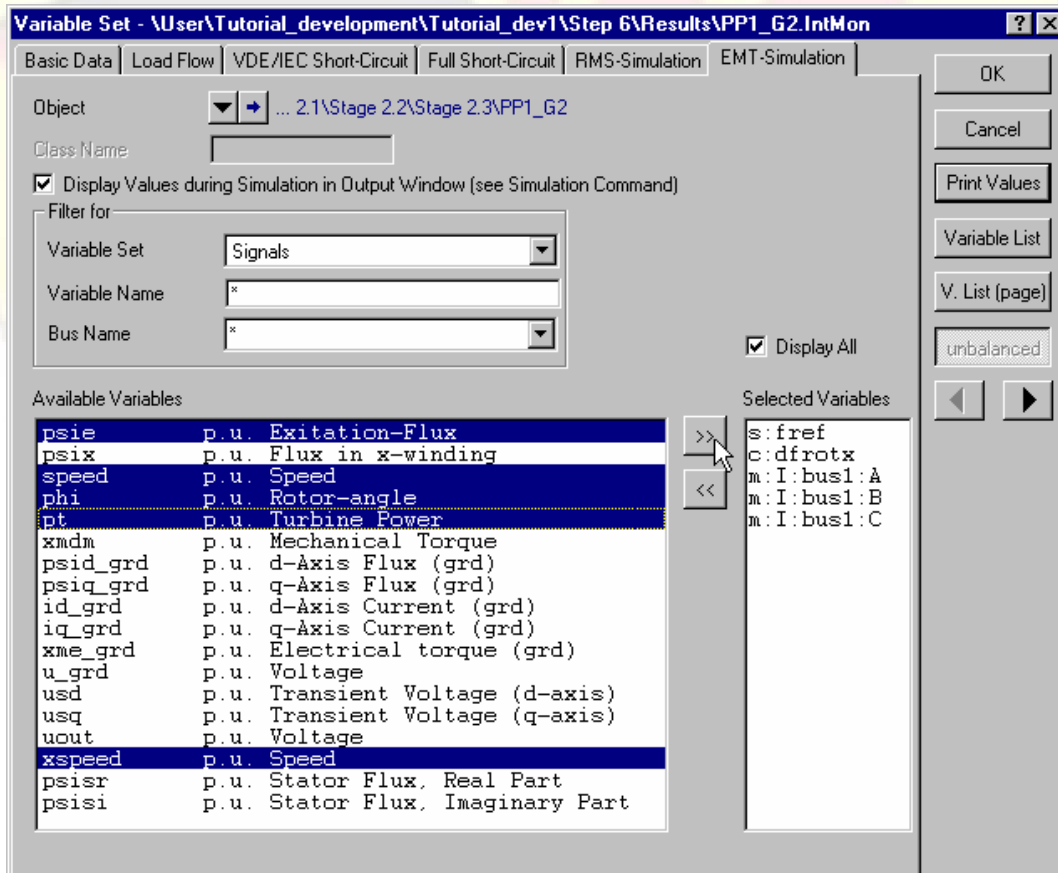 Variable Set - \User\Tutorial_development\Tutorial_dev1\Step 6\Results\PP1_G2.IntMon
Basic Data Load Flow VDE/IEC Short-Circuit Full Short-Circuit RMS-Simulation EMT-Simulation
OK
Cancel
Print Values
Variable List
V. List (page)
unbalanced
Object ... 2.1\Stage 2.2\Stage 2.3\PP1_G2
Class Name
Display Values during Simulation in Output Window (see Simulation Command)
Filter for
Variable Set Signals
Variable Name *
Bus Name *
Display All
Available Variables
psie p.u. Exitation-Flux
psix p.u. Flux in x-winding
speed p.u. Speed
phi p.u. Rotor-angle
pt p.u. Turbine Power
xmdm p.u. Mechanical Torque
psid_grd p.u. d-Axis Flux (grd)
psiq_grd p.u. q-Axis Flux (grd)
id_grd p.u. d-Axis Current (grd)
iq_grd p.u. q-Axis Current (grd)
xme_grd p.u. Electrical torque (grd)
u_grd p.u. Voltage
usd p.u. Transient Voltage (d-axis)
usq p.u. Transient Voltage (q-axis)
uout p.u. Voltage
xspeed p.u. Speed
psisr p.u. Stator Flux, Real Part
psisi p.u. Stator Flux, Imaginary Part
>>
<<
Selected Variables
s:fref
c:dfrotx
m:I:bus1:A
m:I:bus1:B
m:I:bus1:C